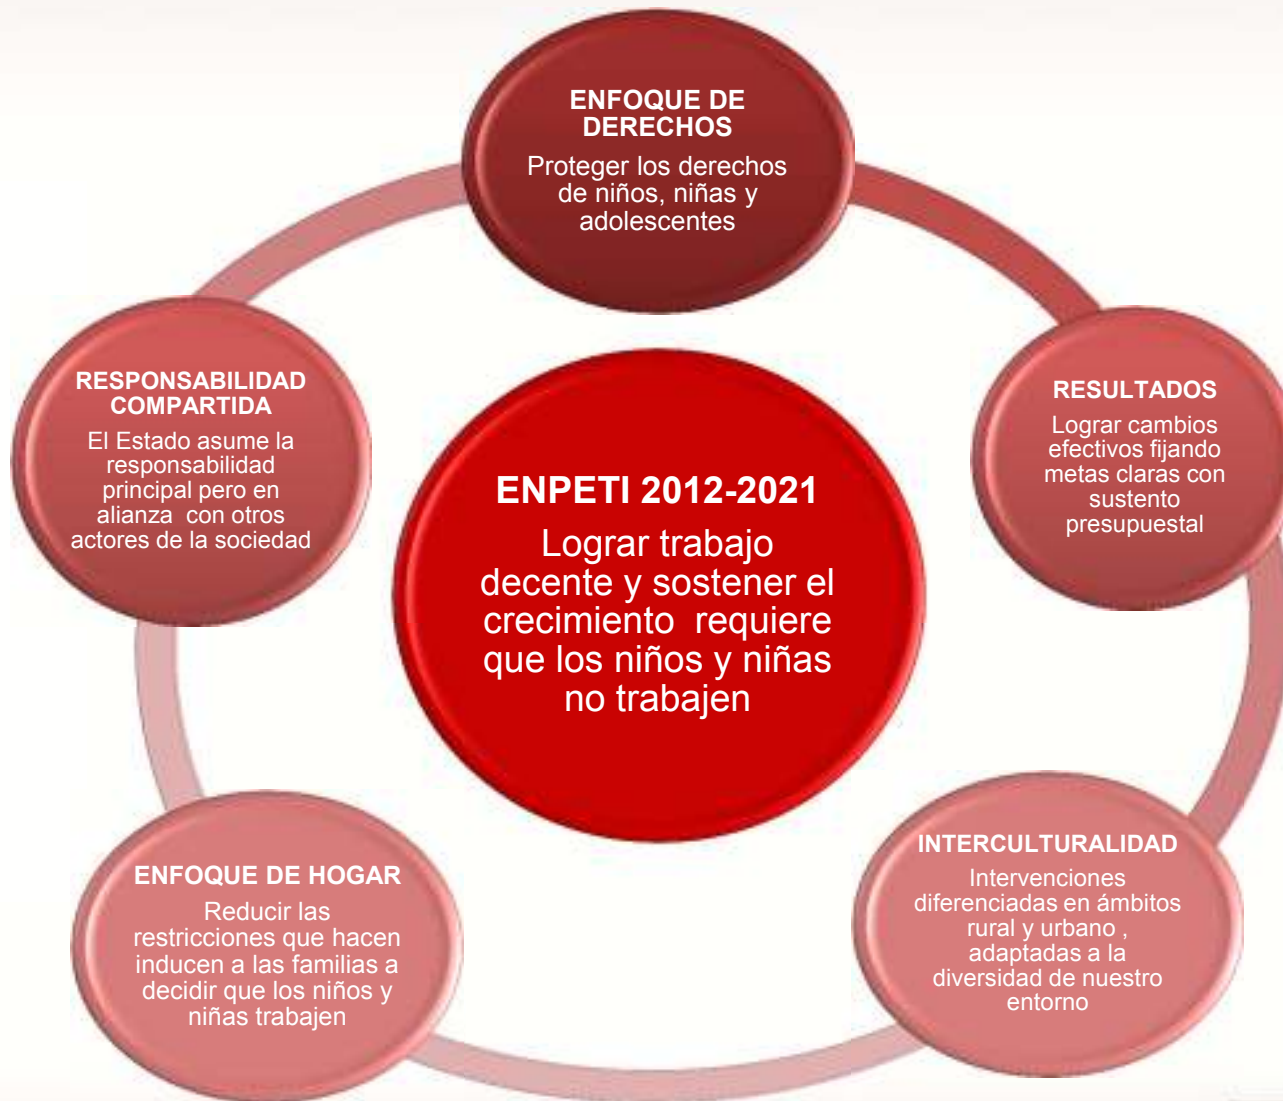 ENFOQUE DE
DERECHOS
Proteger los derechos
de niños, niñas y
adolescentes
RESULTADOS
Lograr cambios
efectivos fijando
metas claras con
sustento
presupuestal
INTERCULTURALIDAD
Intervenciones
diferenciadas en ámbitos
rural y urbano ,
adaptadas a la
diversidad de nuestro
entorno
ENFOQUE DE HOGAR
Reducir las
restricciones que hacen
inducen a las familias a
decidir que los niños y
niñas trabajen
RESPONSABILIDAD
COMPARTIDA
El Estado asume la
responsabilidad
principal pero en
alianza con otros
actores de la sociedad
ENPETI 2012-2021
Lograr trabajo
decente y sostener el
crecimiento requiere
que los niños y niñas
no trabajen